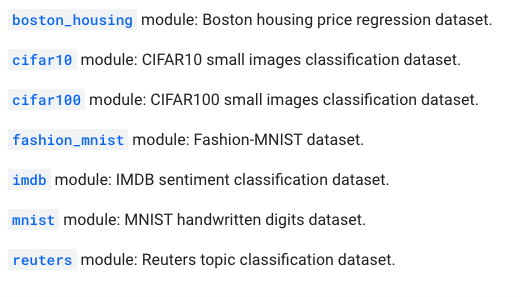 boston_housing module: Boston housing price regression dataset.
cifar10 module: CIFAR10 small images classification dataset.
cifar100 module: CIFAR100 small images classification dataset.
fashion_mnist module: Fashion-MNIST dataset.
imdb module: IMDB sentiment classification dataset.
mnist module: MNIST handwritten digits dataset.
reuters module: Reuters topic classification dataset.